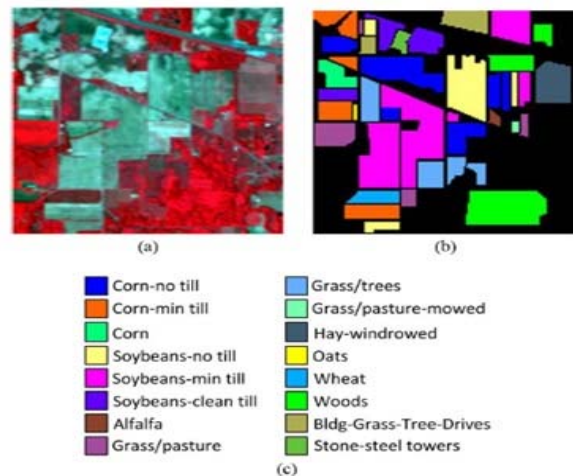 (a)
(b)
Corn-no till
Grass/trees
Corn-min till
Grass/pasture-mowed
Corn
Hay-windrowed
Soybeans-no till
Oats
Soybeans-min till
Wheat
Soybeans-clean till
Woods
Alfalfa
Bldg-Grass-Tree-Drives
Grass/pasture
Stone-steel towers
(c)